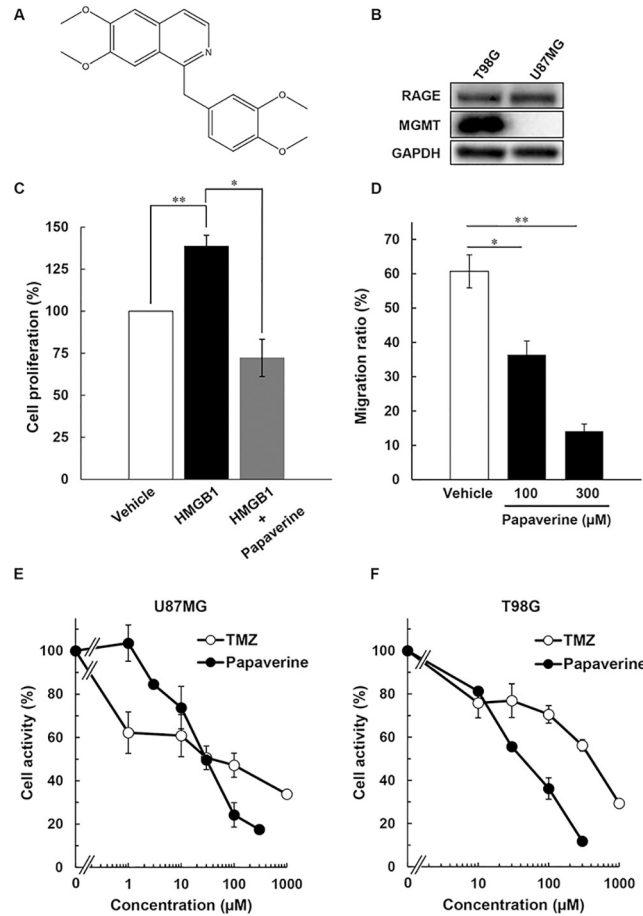 A
O
O
N
O
O
B
T98G U87MG
RAGE
MGMT
GAPDH
C
** *
150
125
100
75
50
25
0
Cell proliferation (%)
Vehicle
HMGB1
HMGB1
+
Papaverine
D
**
*
70
60
50
40
30
20
10
0
Migration ratio (%)
Vehicle 100 300
Papaverine (μM)
E
U87MG
TMZ
Papaverine
120
100
80
60
40
20
0
Cell activity (%)
0 1 10 100 1000
Concentration (μM)
F
T98G
TMZ
Papaverine
120
100
80
60
40
20
0
Cell activity (%)
0 10 100 1000
Concentration (μM)